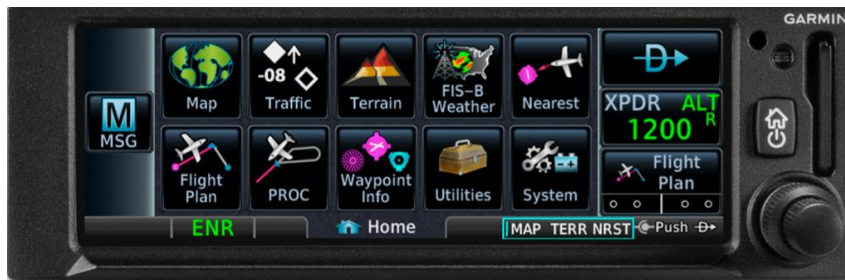 GARMIN
Map
-08
Traffic
Terrain
FIS-B
Weather
Nearest
M
MSG
XPDR ALT
1200 R
Flight
Plan
PROC
Waypoint
Info
Utilities
System
Flight
Plan
ENR
Home
MAP TERR NRST
Push D